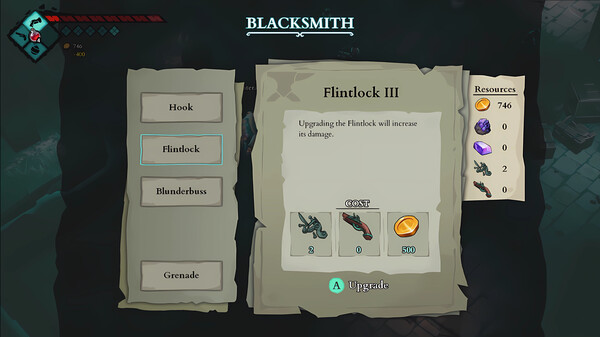 BLACKSMITH
Hook
Flintlock
Blunderbuss
Grenade
Flintlock III
Upgrading the Flintlock will increase
its damage.
COST
2
0
500
A Upgrade
Resources
746
0
0
2
0